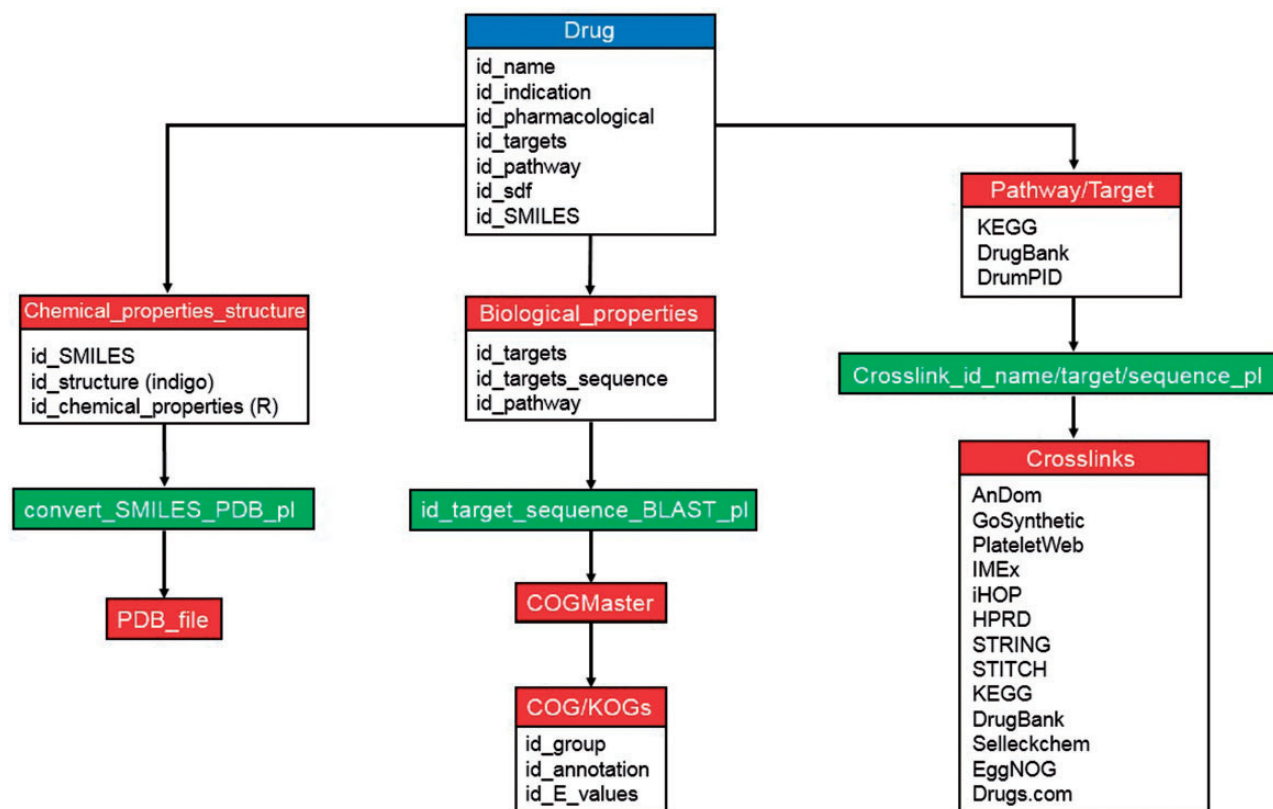 Drug
id_name
id_indication
id_pharmacological
id_targets
id_pathway
id_sdf
id_SMILES
Chemical_properties_structure
id_SMILES
id_structure (indigo)
id_chemical_properties (R)
convert_SMILES_PDB_pl
PDB_file
Biological_properties
id_targets
id_targets_sequence
id_pathway
id_target_sequence_BLAST_pl
COGMaster
COG/KOGs
id_group
id_annotation
id_E_values
Pathway/Target
KEGG
DrugBank
DrumPID
Crosslink_id_name/target/sequence_pl
Crosslinks
AnDom
GoSynthetic
PlateletWeb
IMEx
iHOP
HPRD
STRING
STITCH
KEGG
DrugBank
Selleckchem
EggNOG
Drugs.com